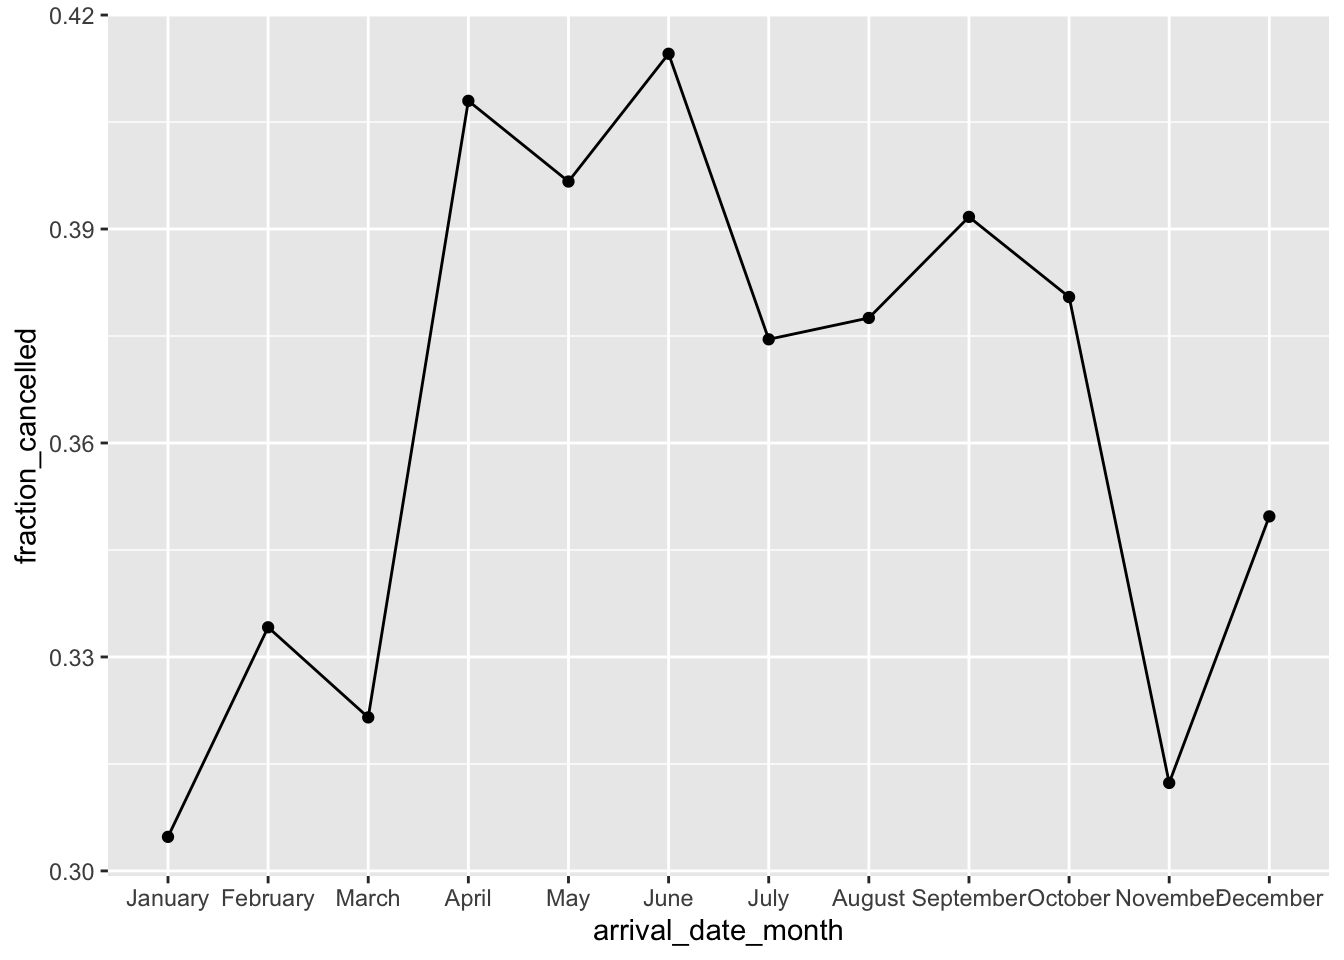 0.42
0.39
0.36
0.33
0.30
fraction_cancelled
January February March April May June July August September October November December
arrival_date_month